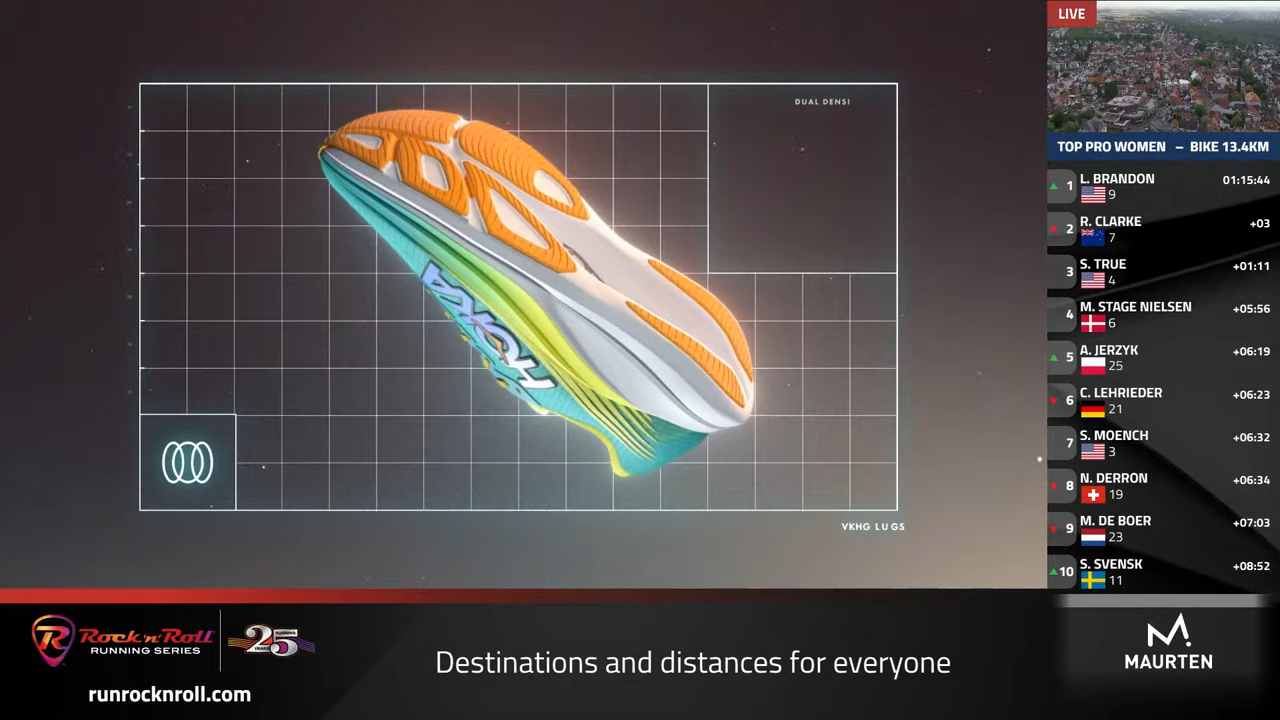 DUAL DENSI
HOKA
VKHG LUGS
LIVE
TOP PRO WOMEN – BIKE 13.4KM
1 L. BRANDON 01:15:44
9
2 R. CLARKE +03
7
3 S. TRUE +01:11
4
4 M. STAGE NIELSEN +05:56
6
5 A. JERZYK +06:19
25
6 C. LEHRIEDER +06:23
21
7 S. MOENCH +06:32
3
8 N. DERRON +06:34
19
9 M. DE BOER +07:03
23
10 S. SVENSK +08:52
11
R Rock'n'Roll
RUNNING SERIES
25
YEARS RUNNING
runrocknroll.com
Destinations and distances for everyone
MAURTEN